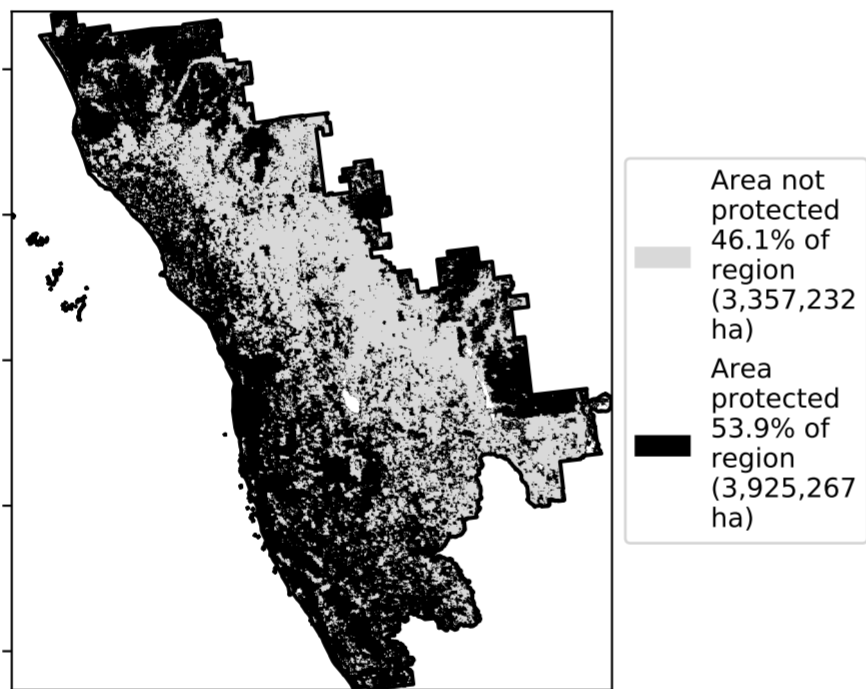 Area not
protected
46.1% of
region
(3,357,232
ha)
Area
protected
53.9% of
region
(3,925,267
ha)